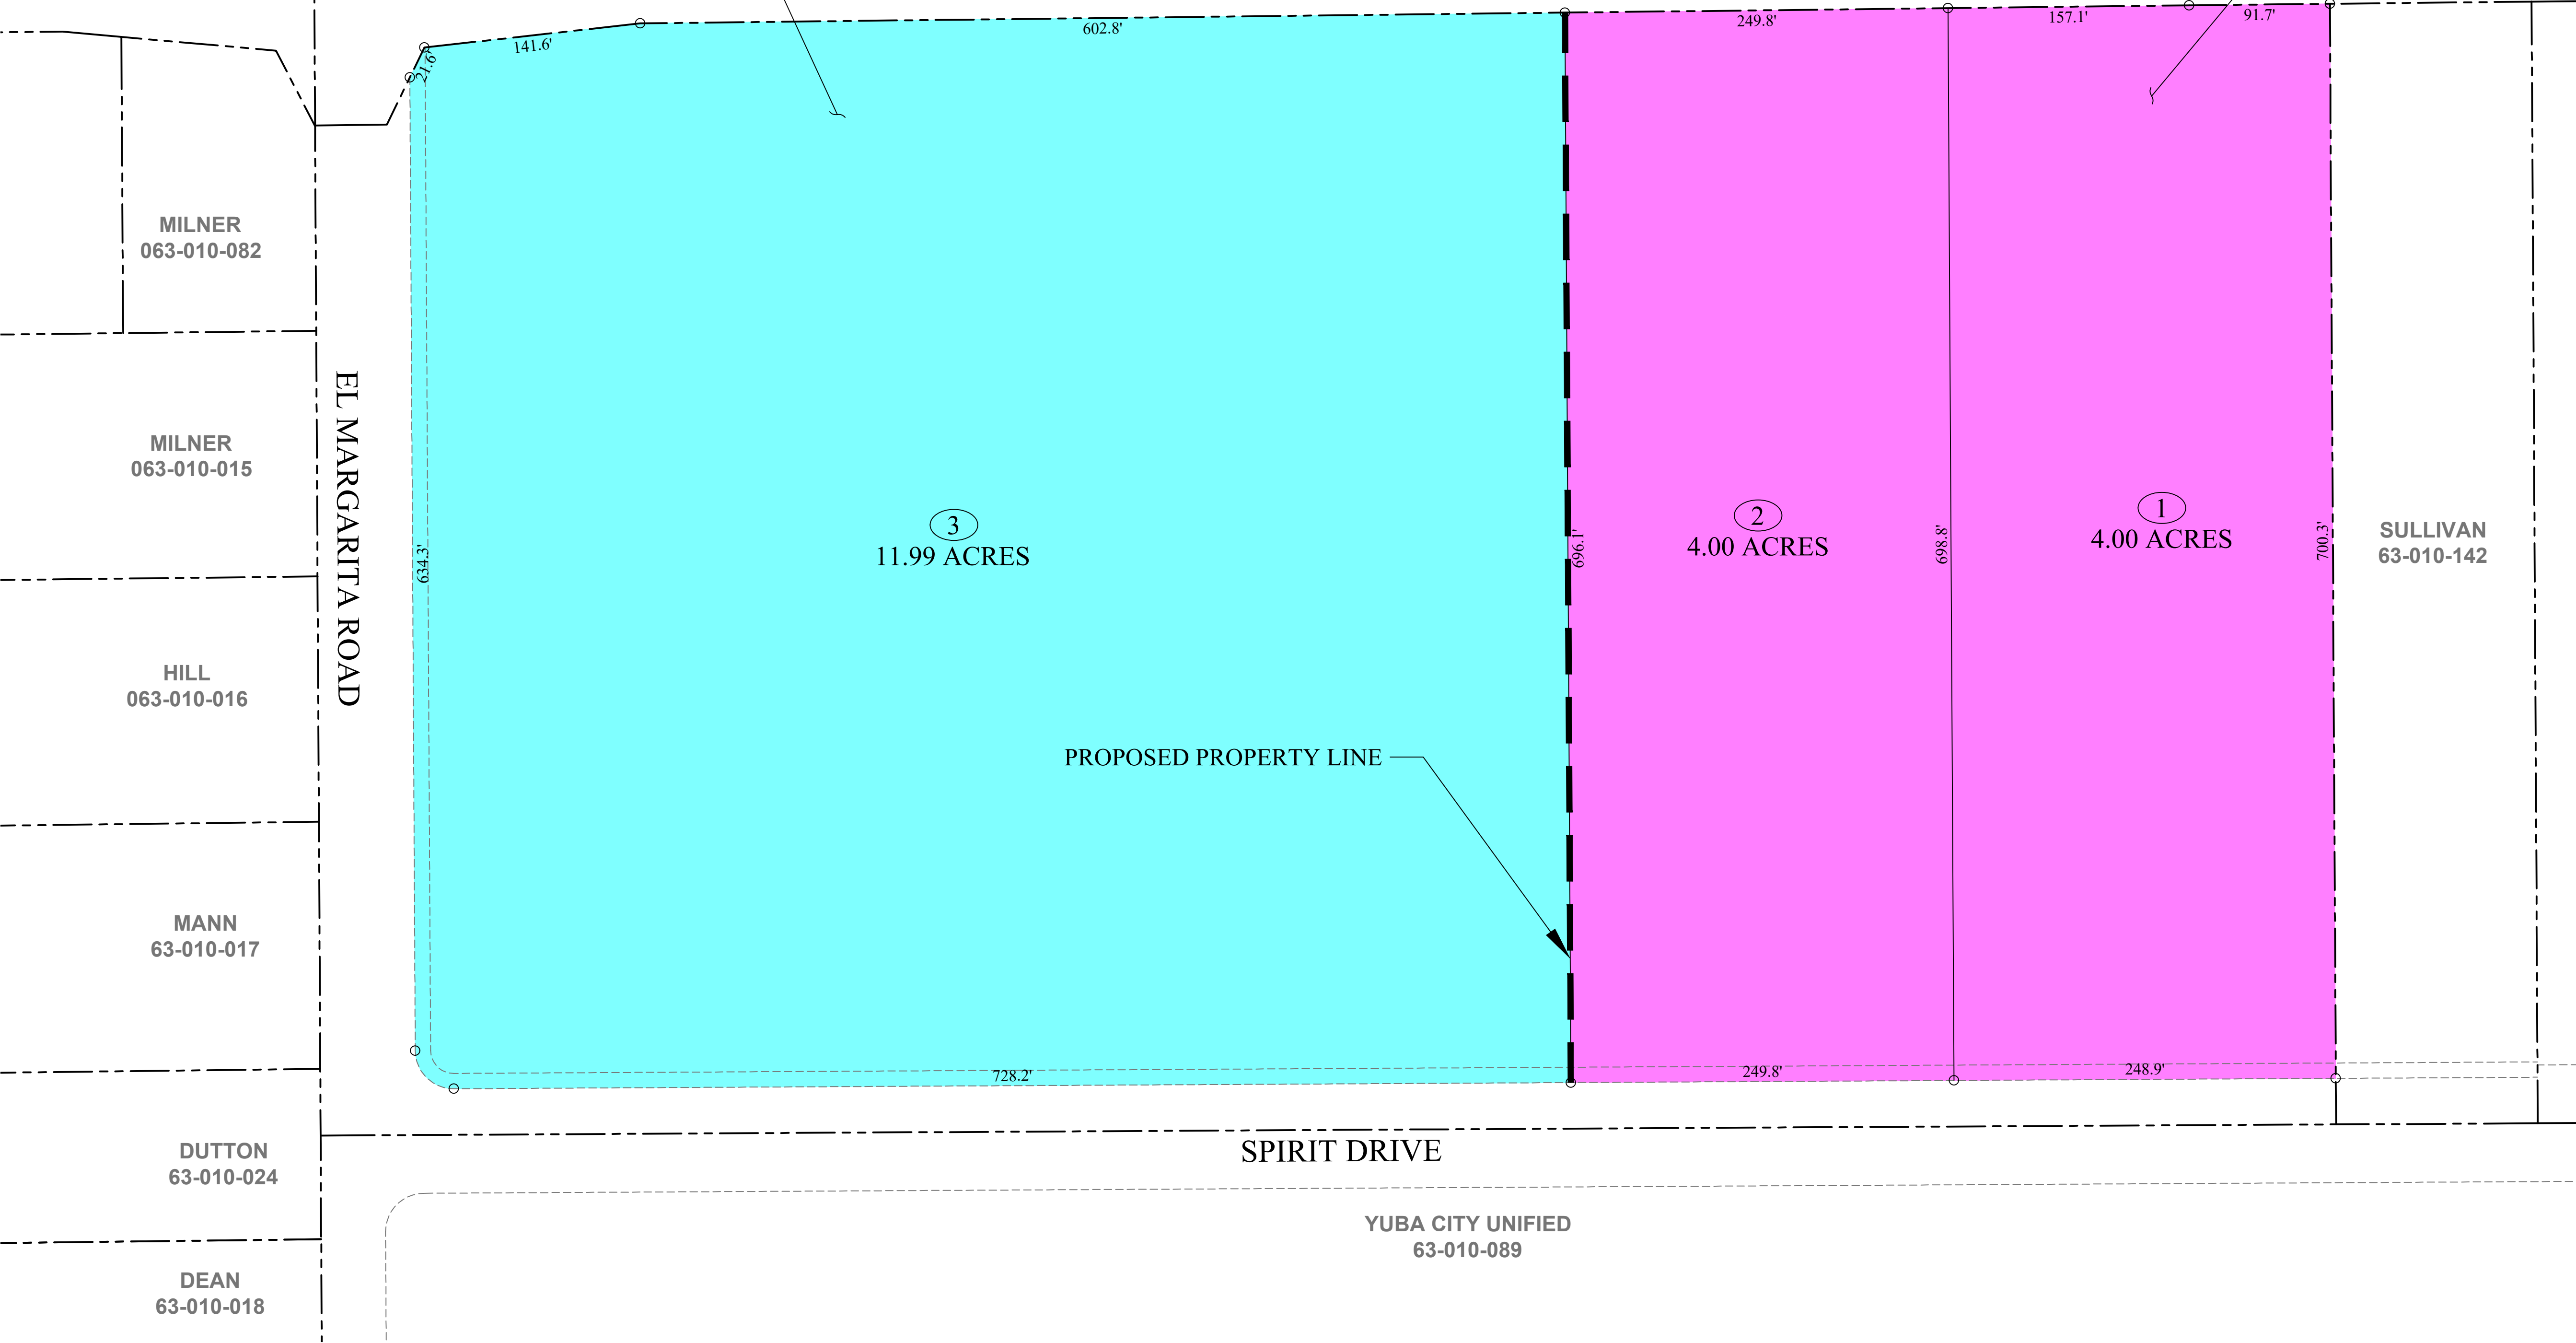 602.8'
249.8'
157.1'
91.7'
141.6'
21.6'
MILNER
063-010-082
MILNER
063-010-015
HILL
063-010-016
MANN
63-010-017
DUTTON
63-010-024
DEAN
63-010-018
EL MARGARITA ROAD
634.3'
3
11.99 ACRES
PROPOSED PROPERTY LINE
696.1'
2
4.00 ACRES
698.8'
1
4.00 ACRES
700.3'
SULLIVAN
63-010-142
728.2'
249.8'
248.9'
SPIRIT DRIVE
YUBA CITY UNIFIED
63-010-089